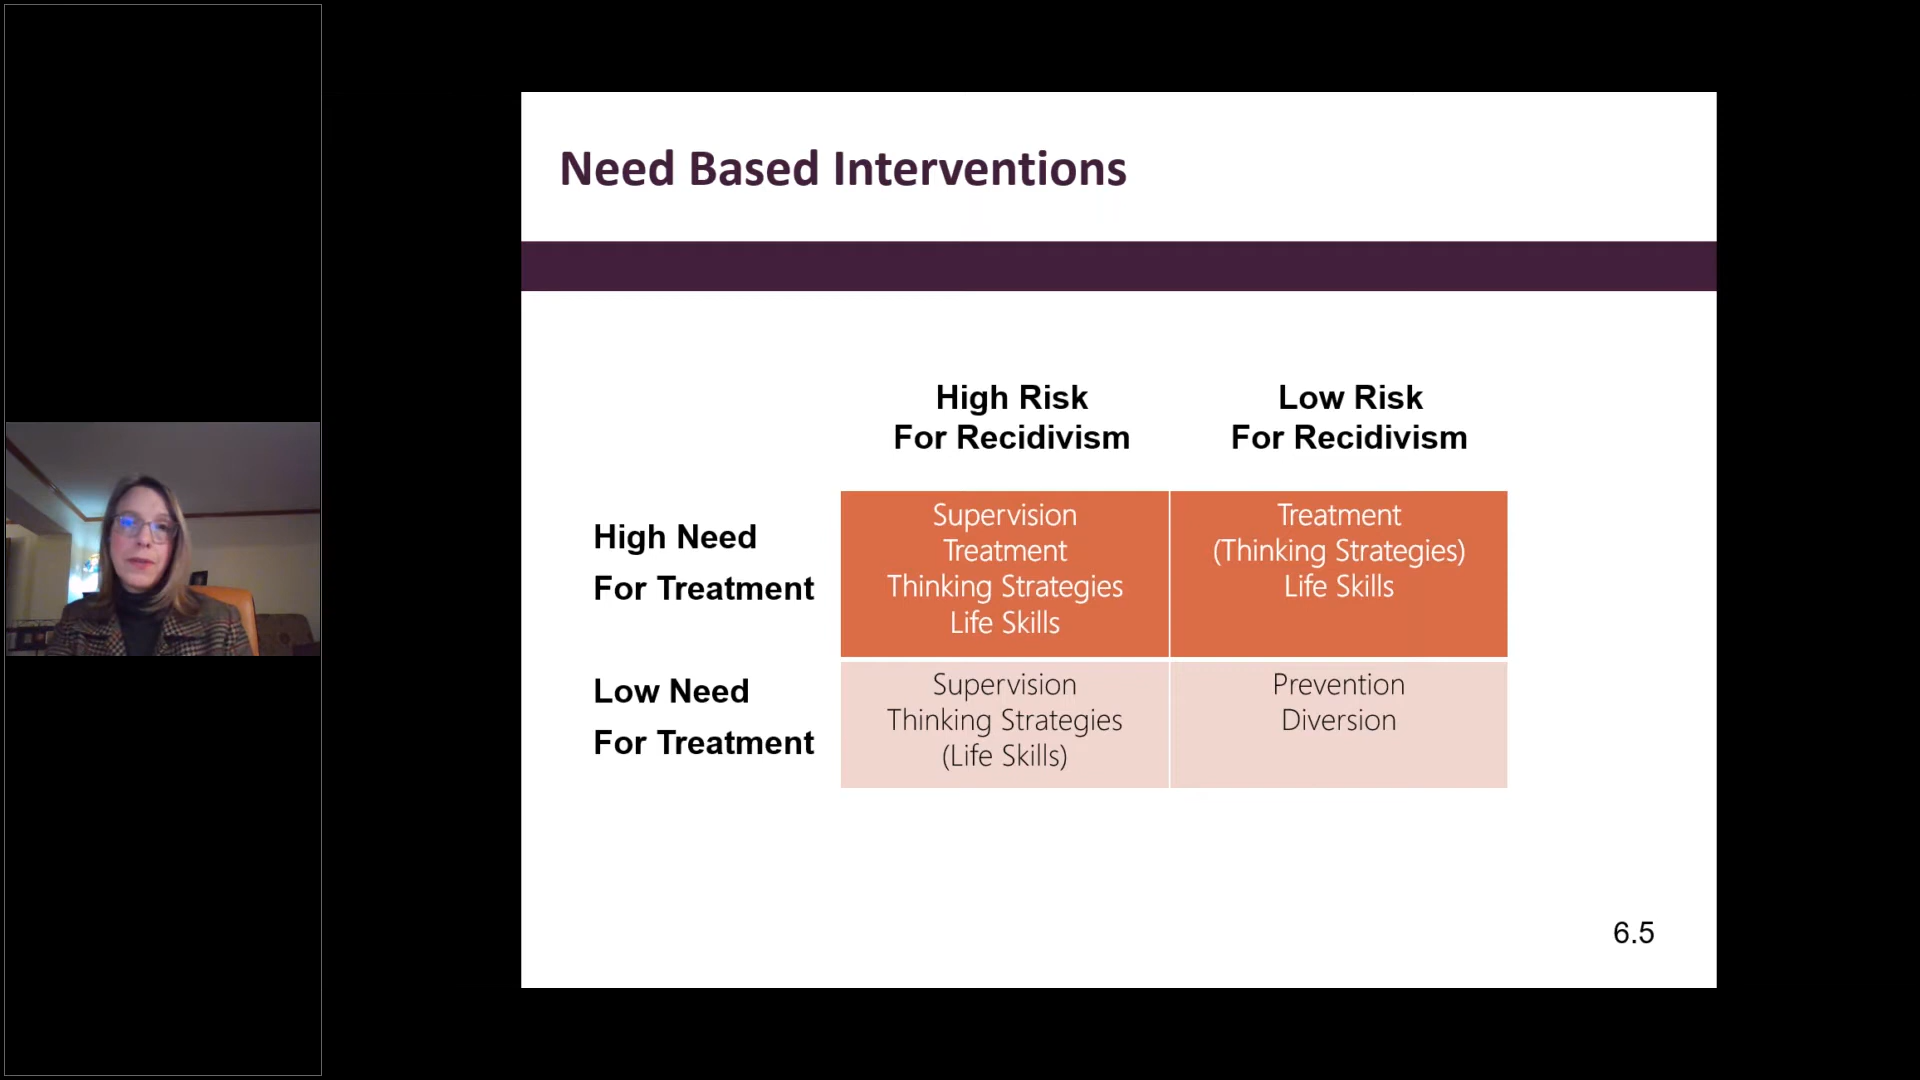 Need Based Interventions
High Risk
For Recidivism
Low Risk
For Recidivism
High Need
For Treatment
Supervision
Treatment
Thinking Strategies
Life Skills
Treatment
(Thinking Strategies)
Life Skills
Low Need
For Treatment
Supervision
Thinking Strategies
(Life Skills)
Prevention
Diversion
6.5